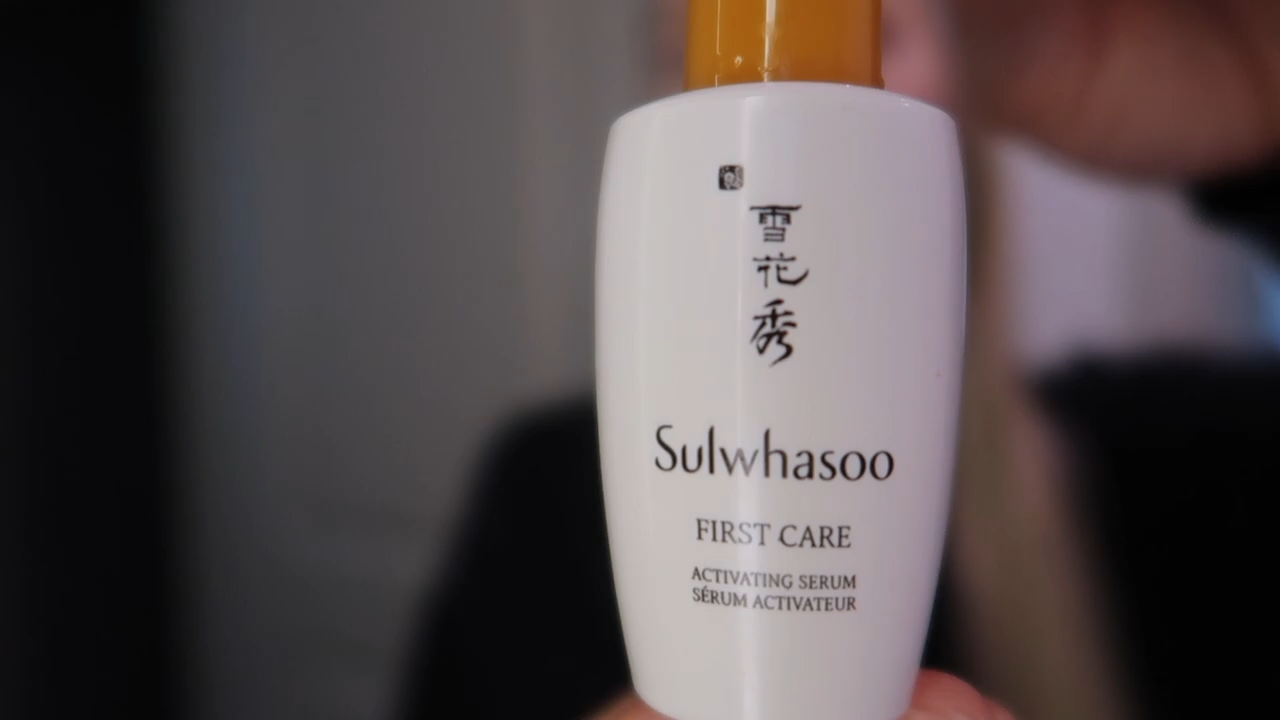 雪花秀
Sulwhasoo
FIRST CARE
ACTIVATING SERUM
SÉRUM ACTIVATEUR